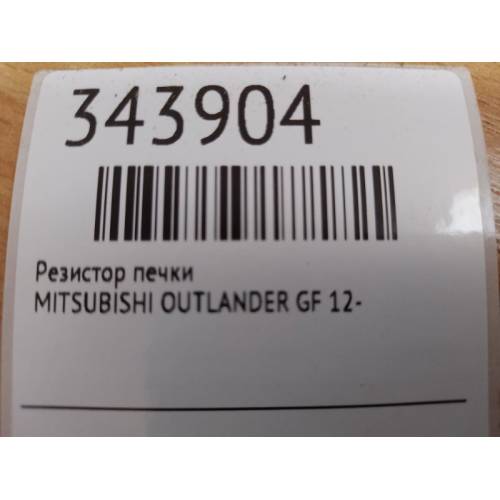 343904
Резистор печки
MITSUBISHI OUTLANDER GF 12-